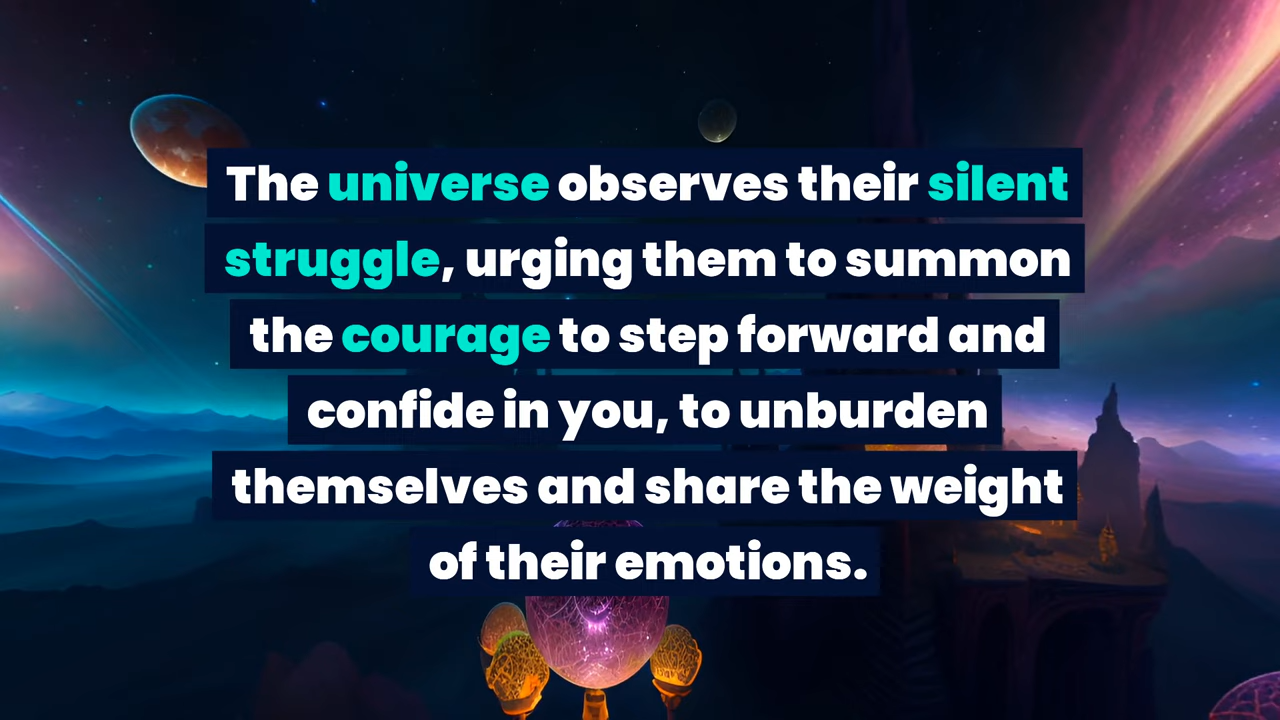 The universe observes their silent
struggle, urging them to summon
the courage to step forward and
confide in you, to unburden
themselves and share the weight
of their emotions.